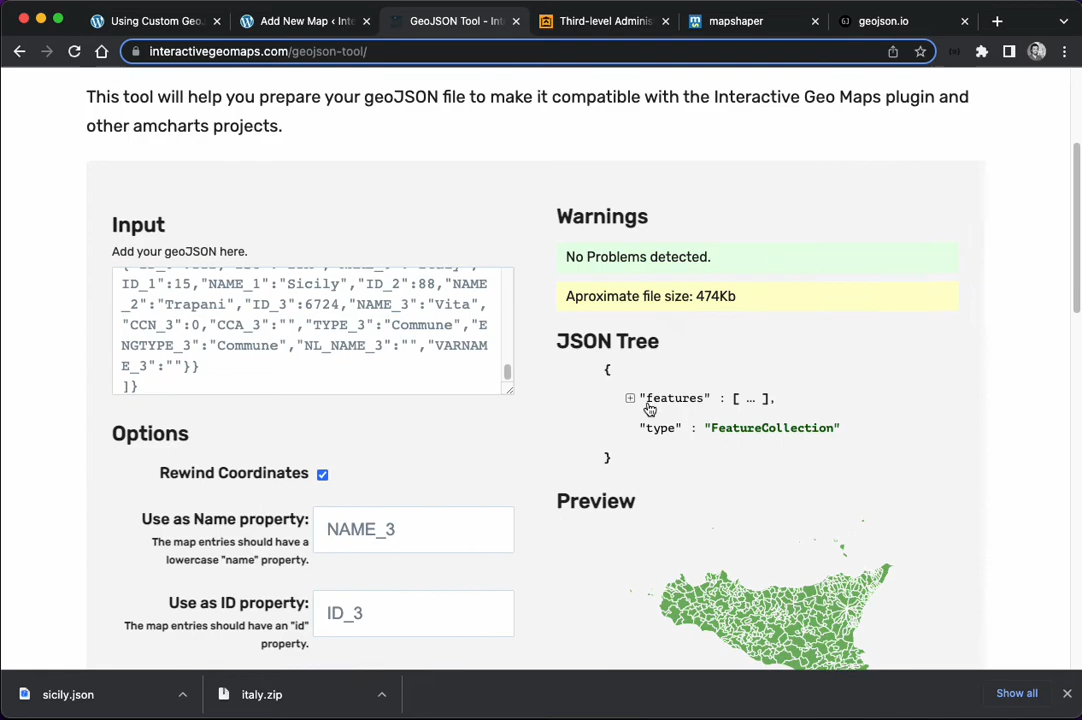 Using Custom Geo.
Add New Map ‹ Int
GeoJSON Tool - Int
Third-level Adminis
mapshaper
geojson.io
interactivegeomaps.com/geojson-tool/
This tool will help you prepare your geoJSON file to make it compatible with the Interactive Geo Maps plugin and
other amcharts projects.
Input
Add your geoJSON here.
ID_1":15,"NAME_1":"Sicily","ID_2":88,"NAME
_2":"Trapani","ID_3":6724,"NAME_3":"Vita",
"CCN_3":0,"CCA_3":"","TYPE_3":"Commune","E
NGTYPE_3":"Commune","NL_NAME_3":"","VARNAM
E_3":""}}
]}
Options
Rewind Coordinates
Use as Name property:
The map entries should have a
lowercase "name" property.
NAME_3
Use as ID property:
The map entries should have an "id"
property.
ID_3
Warnings
No Problems detected.
Aproximate file size: 474Kb
JSON Tree
{
"features" : [ ... ],
"type" : "FeatureCollection"
}
Preview
sicily.json
italy.zip
Show all